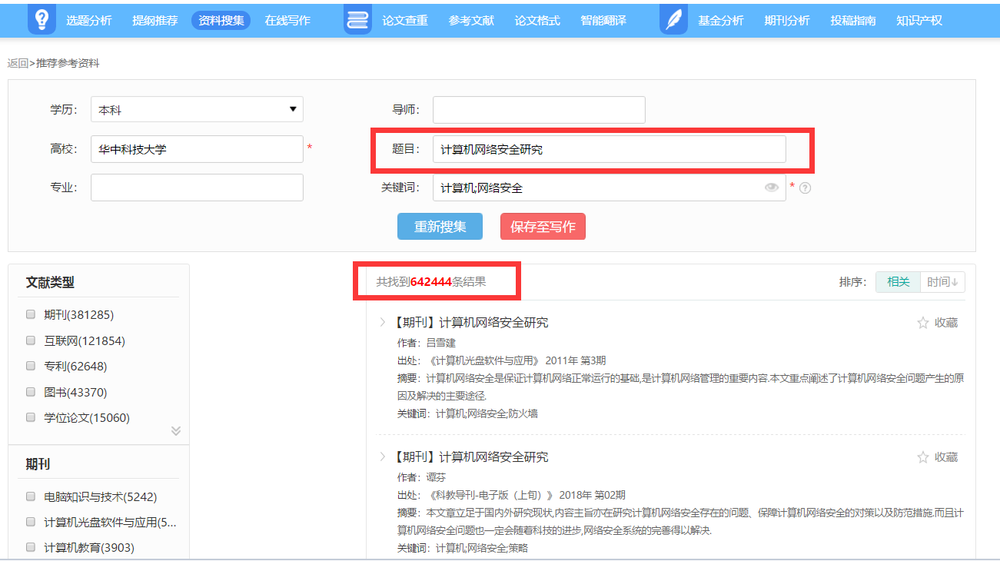 选题分析 提纲推荐 资料搜集 在线写作 论文查重 参考文献 论文格式 智能翻译 基金分析 期刊分析 投稿指南 知识产权
返回>推荐参考资料
学历： 本科 导师：
高校： 华中科技大学 * 题目： 计算机网络安全研究
专业： 关键词： 计算机;网络安全 * ?
重新搜集 保存至写作
文献类型
期刊(381285)
互联网(121854)
专利(62648)
图书(43370)
学位论文(15060)
期刊
电脑知识与技术(5242)
计算机光盘软件与应用(5...
计算机教育(3903)
共找到642444条结果 排序： 相关 时间↓
【期刊】计算机网络安全研究 收藏
作者：吕雪建
出处：《计算机光盘软件与应用》 2011年 第3期
摘要：计算机网络安全是保证计算机网络正常运行的基础,是计算机网络管理的重要内容.本文重点阐述了计算机网络安全问题产生的原
因及解决的主要途径.
关键词：计算机;网络安全;防火墙
【期刊】计算机网络安全研究 收藏
作者：谭芬
出处：《科教导刊-电子版（上旬）》 2018年 第02期
摘要：本文章立足于国内外研究现状,内容主旨亦在研究计算机网络安全存在的问题、保障计算机网络安全的对策以及防范措施.而且计
算机网络安全问题也一定会随着科技的进步,网络安全系统的完善得以解决.
关键词：计算机;网络安全;策略